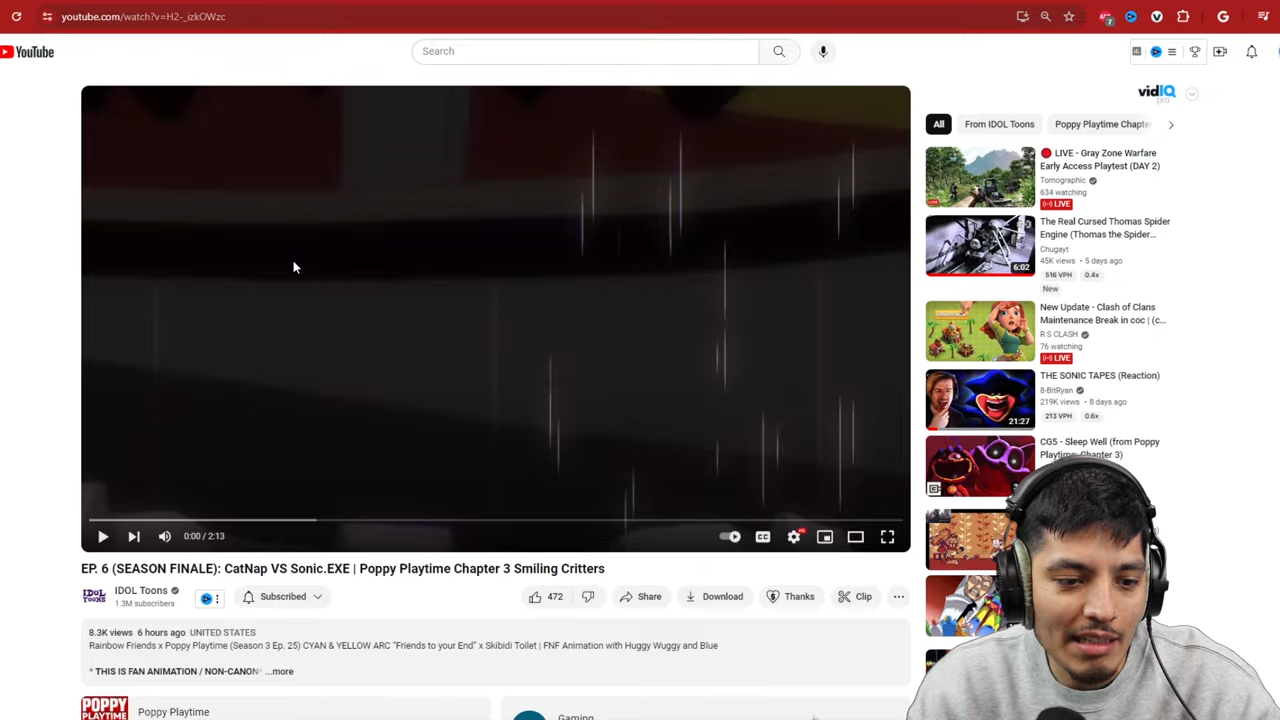 youtube.com/watch?v=H2-_izkOWzc
7
YouTube
Search
vidIQ
pro
All
From IDOL Toons
Poppy Playtime Chapte
LIVE - Gray Zone Warfare
Early Access Playtest (DAY 2)
Tomographic
634 watching
LIVE
LIVE
The Real Cursed Thomas Spider
Engine (Thomas the Spider...
Chugayt
45K views • 5 days ago
6:02
516 VPH
0.4x
New
New Update - Clash of Clans
Maintenance Break in coc | (c...
R S CLASH
76 watching
LIVE
THE SONIC TAPES (Reaction)
8-BitRyan
219K views • 8 days ago
21:27
213 VPH
0.6x
CG5 - Sleep Well (from Poppy
Playtime: Chapter 3)
0:00 / 2:13
HD
EP. 6 (SEASON FINALE): CatNap VS Sonic.EXE | Poppy Playtime Chapter 3 Smiling Critters
IDOL TOONS
IDOL Toons
1.3M subscribers
Subscribed
472
Share
Download
Thanks
Clip
8.3K views 6 hours ago UNITED STATES
Rainbow Friends x Poppy Playtime (Season 3 Ep. 25) CYAN & YELLOW ARC "Friends to your End" x Skibidi Toilet | FNF Animation with Huggy Wuggy and Blue
* THIS IS FAN ANIMATION / NON-CANON* ...more
POPPY
PLAYTIME
Poppy Playtime
Gaming